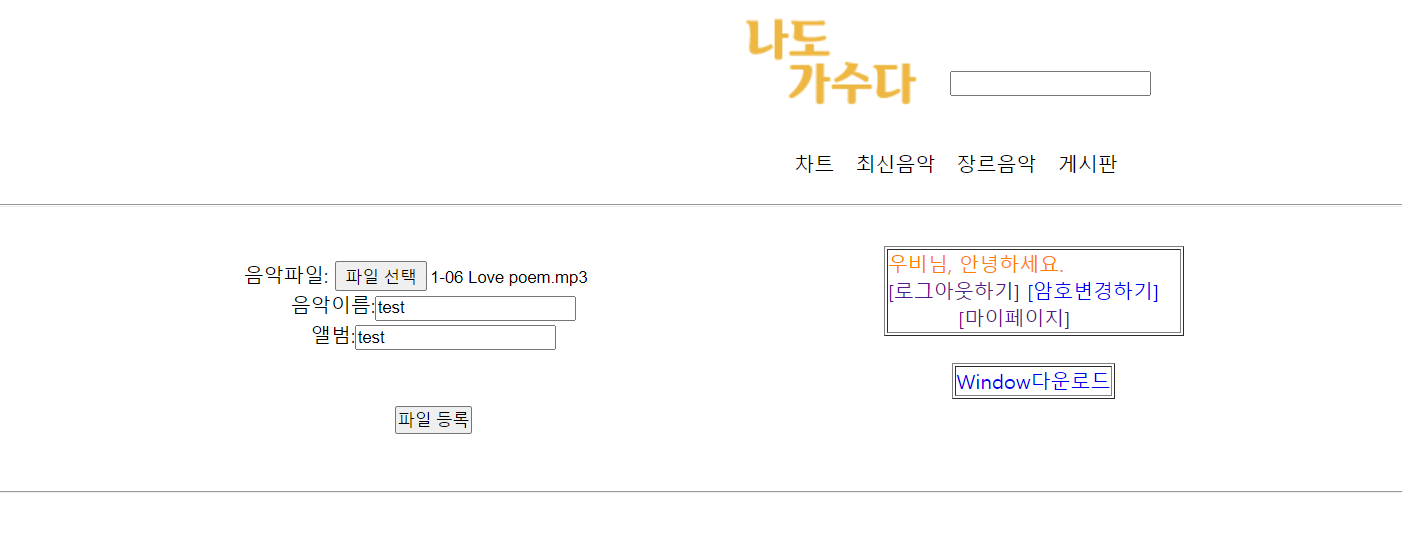 나도
가수다
차트 최신음악 장르음악 게시판
음악파일: 파일 선택 1-06 Love poem.mp3
음악이름:test
앨범:test
파일 등록
우비님, 안녕하세요.
[로그아웃하기] [암호변경하기]
[마이페이지]
Window다운로드